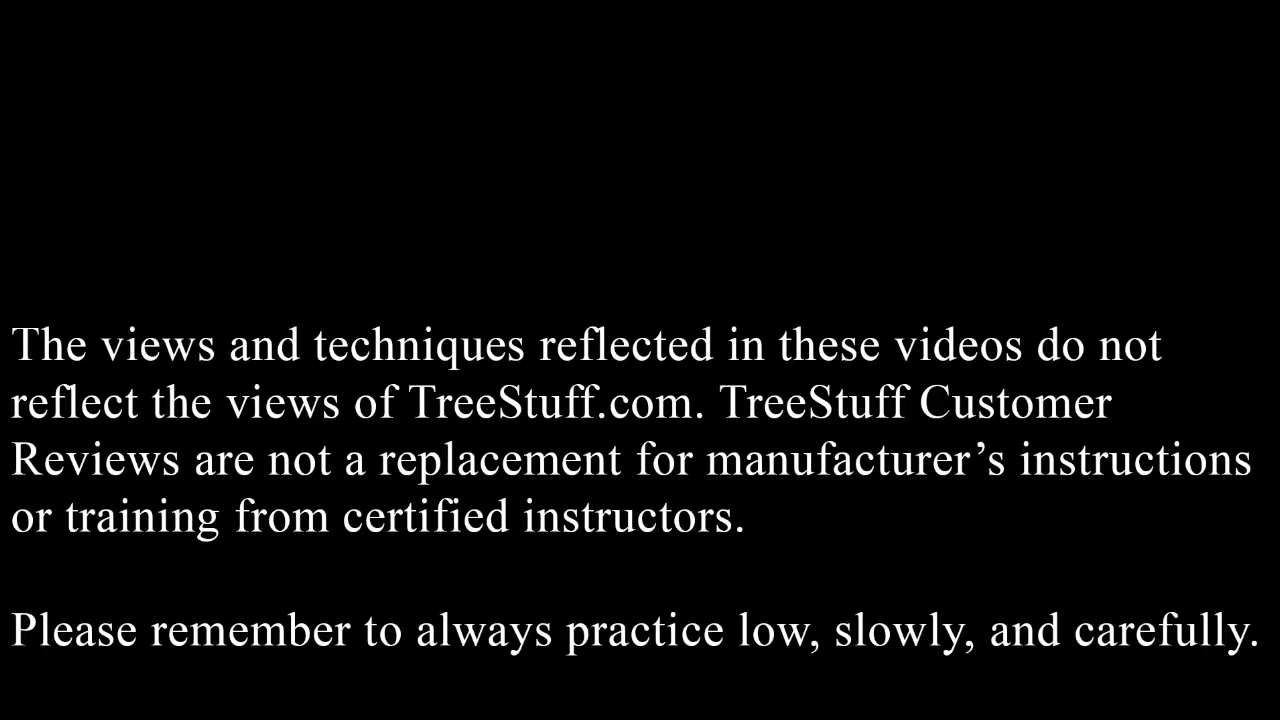 The views and techniques reflected in these videos do not
reflect the views of TreeStuff.com. TreeStuff Customer
Reviews are not a replacement for manufacturer’s instructions
or training from certified instructors.
Please remember to always practice low, slowly, and carefully.